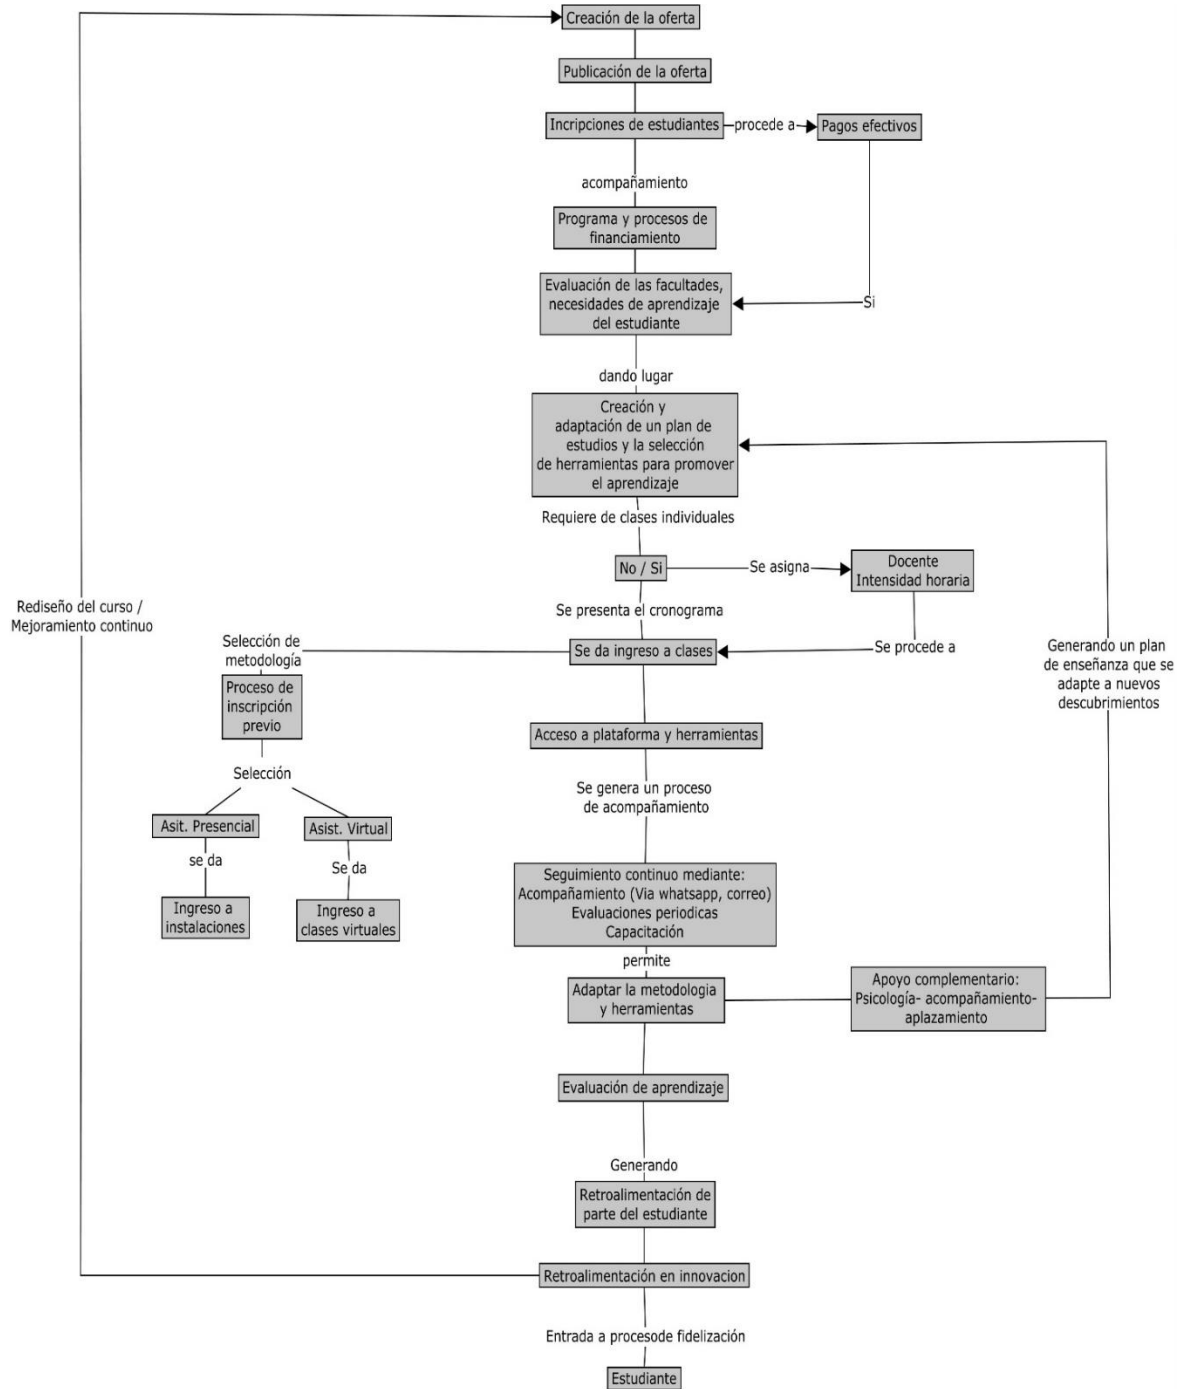 Creación de la oferta
Publicación de la oferta
Incripciones de estudiantes
procede a
Pagos efectivos
acompañamiento
Programa y procesos de
financiamiento
Evaluación de las facultades,
necesidades de aprendizaje
del estudiante
Si
dando lugar
Creación y
adaptación de un plan de
estudios y la selección
de herramientas para promover
el aprendizaje
Requiere de clases individuales
No / Si
Se asigna
Docente
Intensidad horaria
Se presenta el cronograma
Rediseño del curso /
Mejoramiento continuo
Selección de
metodología
Se da ingreso a clases
Se procede a
Generando un plan
de enseñanza que se
adapte a nuevos
descubrimientos
Proceso de
inscripción
previo
Acceso a plataforma y herramientas
Selección
Se genera un proceso
de acompañamiento
Asit. Presencial
Asist. Virtual
se da
Se da
Ingreso a
instalaciones
Ingreso a
clases virtuales
Seguimiento continuo mediante:
Acompañamiento (Via whatsapp, correo)
Evaluaciones periodicas
Capacitación
permite
Adaptar la metodologia
y herramientas
Apoyo complementario:
Psicología- acompañamiento-
aplazamiento
Evaluación de aprendizaje
Generando
Retroalimentación de
parte del estudiante
Retroalimentación en innovacion
Entrada a procesode fidelización
Estudiante